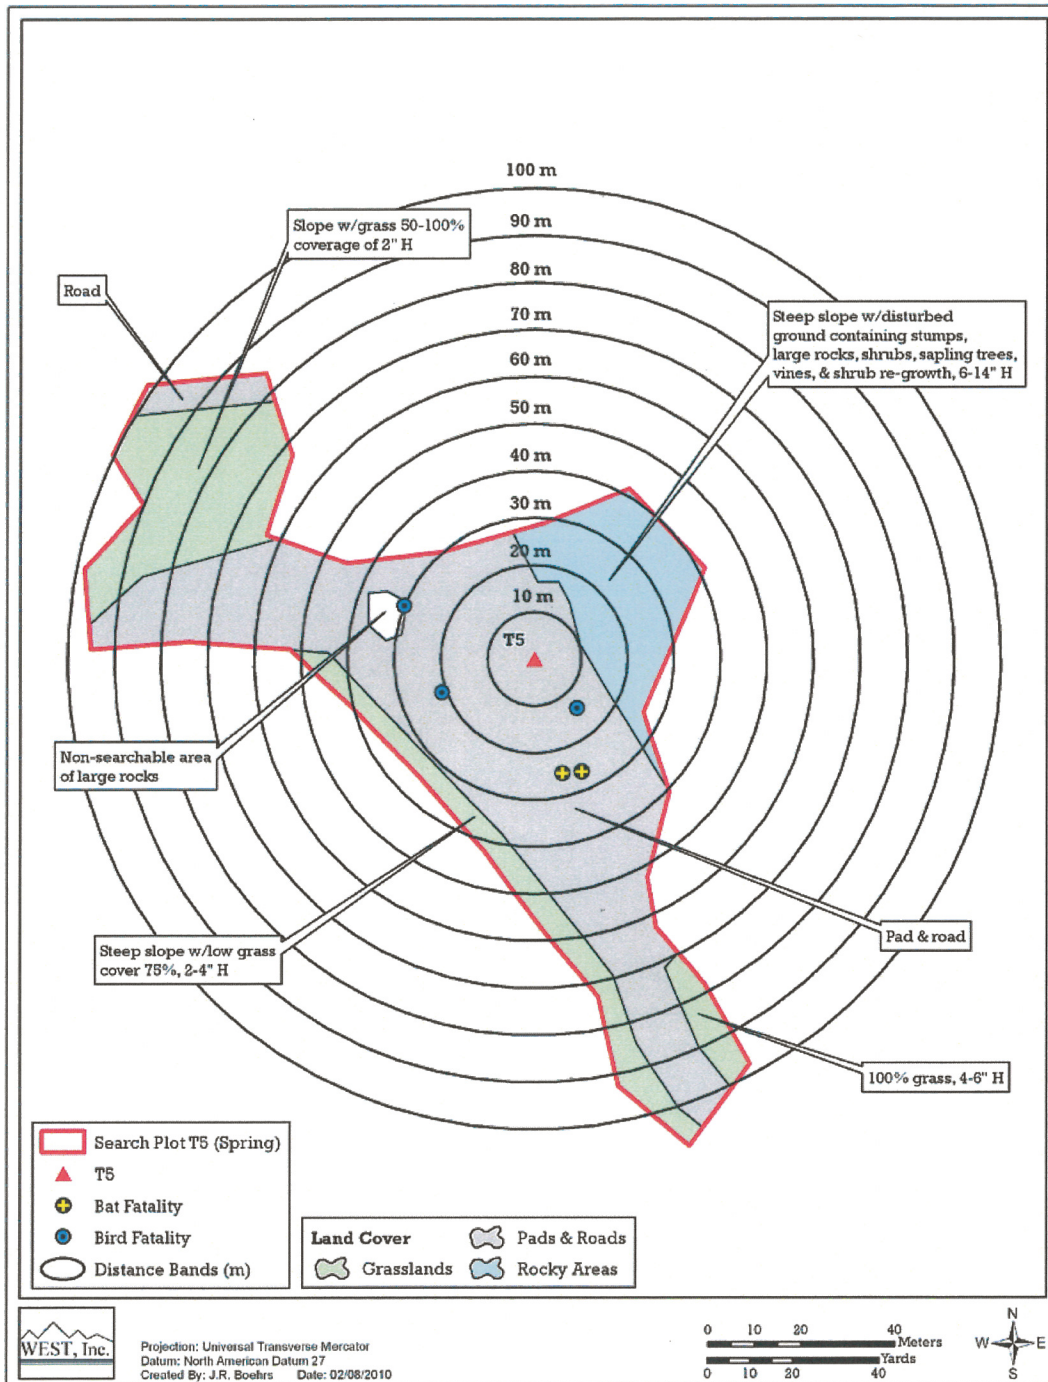 100 m
90 m
80 m
70 m
60 m
50 m
40 m
30 m
20 m
10 m
T5
Slope w/grass 50-100%
coverage of 2" H
Road
Steep slope w/disturbed
ground containing stumps,
large rocks, shrubs, sapling trees,
vines, & shrub re-growth, 6-14" H
Non-searchable area
of large rocks
Steep slope w/low grass
cover 75%, 2-4" H
Pad & road
100% grass, 4-6" H
Search Plot T5 (Spring)
T5
Bat Fatality
Bird Fatality
Distance Bands (m)
Land Cover
Pads & Roads
Grasslands
Rocky Areas
WEST, Inc.
Projection: Universal Transverse Mercator
Datum: North American Datum 27
Created By: J.R. Boehrs Date: 02/08/2010
0 10 20 40
Meters
Yards
0 10 20 40
N
W E
S